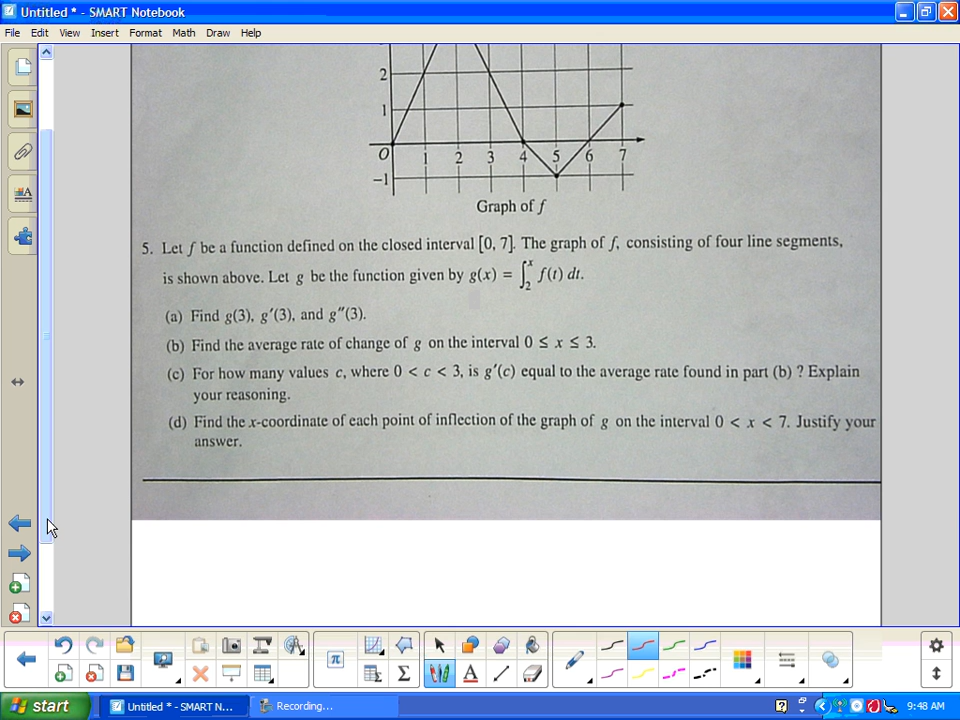 Untitled * - SMART Notebook
File Edit View Insert Format Math Draw Help
2
1
O 1 2 3 4 5 6 7
−1
Graph of f
5. Let f be a function defined on the closed interval [0, 7]. The graph of f, consisting of four line segments,
is shown above. Let g be the function given by g(x) = ∫₂ˣ f(t) dt.
(a) Find g(3), g′(3), and g″(3).
(b) Find the average rate of change of g on the interval 0 ≤ x ≤ 3.
(c) For how many values c, where 0 < c < 3, is g′(c) equal to the average rate found in part (b) ? Explain
your reasoning.
(d) Find the x-coordinate of each point of inflection of the graph of g on the interval 0 < x < 7. Justify your
answer.
start Untitled * - SMART N... Recording... 9:48 AM